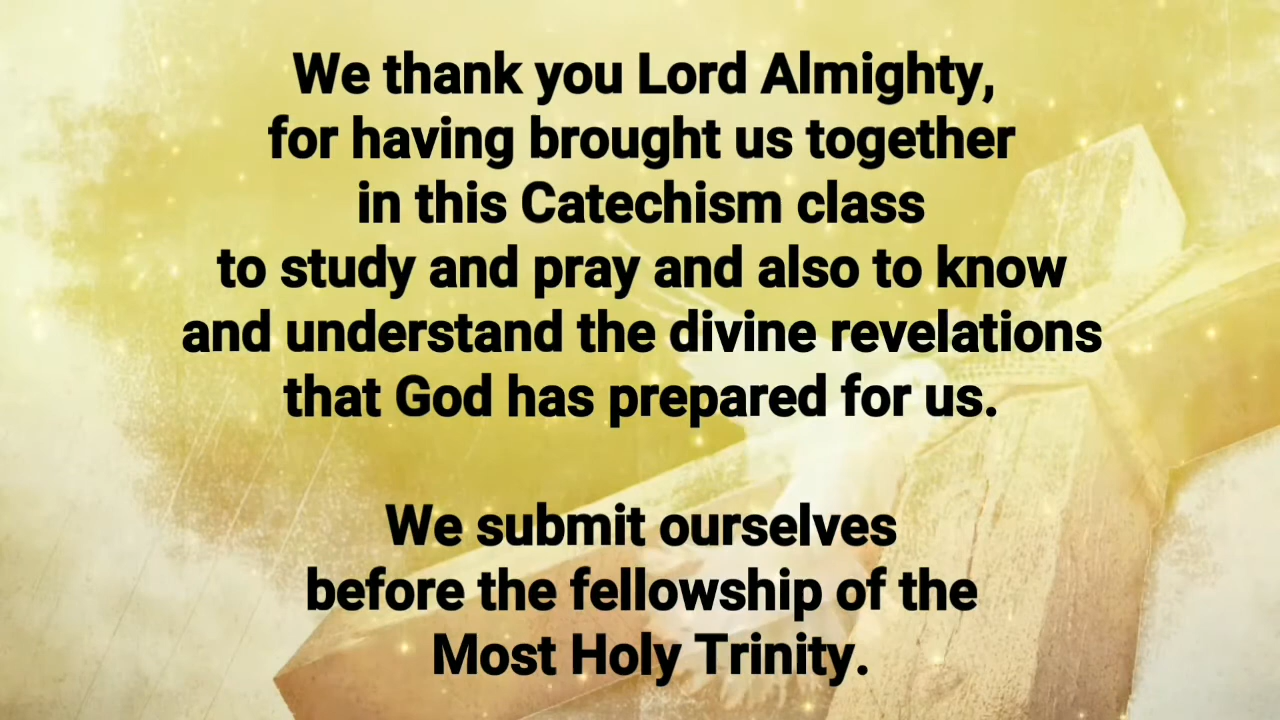 We thank you Lord Almighty,
for having brought us together
in this Catechism class
to study and pray and also to know
and understand the divine revelations
that God has prepared for us.
We submit ourselves
before the fellowship of the
Most Holy Trinity.